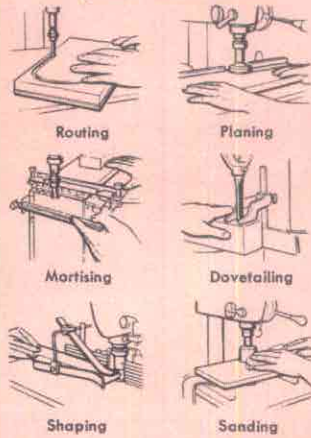 Routing
Planing
Mortising
Dovetailing
Shaping
Sanding